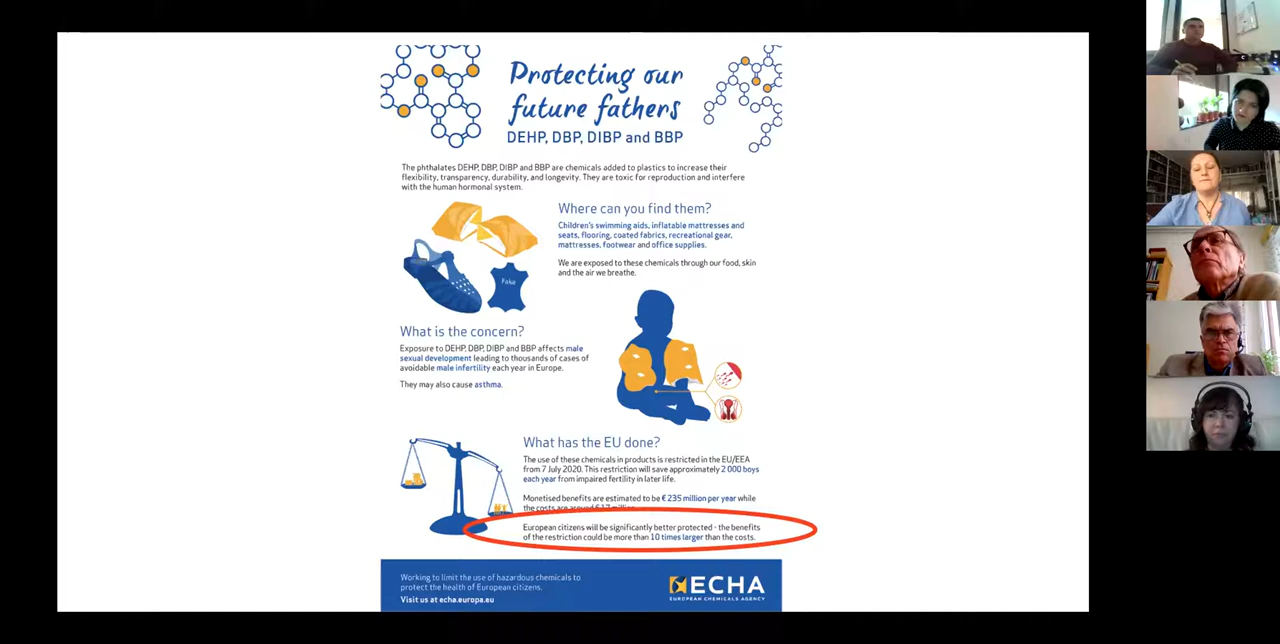 Protecting our
future fathers
DEHP, DBP, DIBP and BBP
The phthalates DEHP, DBP, DIBP and BBP are chemicals added to plastics to increase their
flexibility, transparency, durability, and longevity. They are toxic for reproduction and interfere
with the human hormonal system.
Where can you find them?
Children's swimming aids, inflatable mattresses and
seats, flooring, coated fabrics, recreational gear,
mattresses, footwear and office supplies.
We are exposed to these chemicals through our food, skin
and the air we breathe.
Fake
What is the concern?
Exposure to DEHP, DBP, DIBP and BBP affects male
sexual development leading to thousands of cases of
avoidable male infertility each year in Europe.
They may also cause asthma.
What has the EU done?
The use of these chemicals in products is restricted in the EU/EEA
from 7 July 2020. This restriction will save approximately 2 000 boys
each year from impaired fertility in later life.
Monetised benefits are estimated to be € 235 million per year while
the costs are around € 17 million.
European citizens will be significantly better protected - the benefits
of the restriction could be more than 10 times larger than the costs.
Working to limit the use of hazardous chemicals to
protect the health of European citizens.
Visit us at echa.europa.eu
ECHA
EUROPEAN CHEMICALS AGENCY